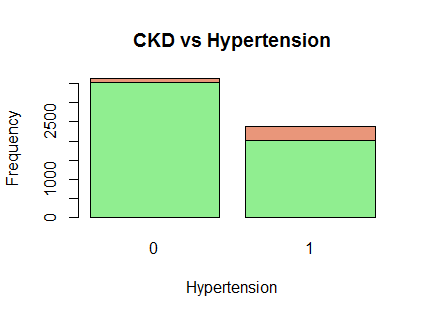 CKD vs Hypertension
Frequency
2500
1000
0
0 1
Hypertension